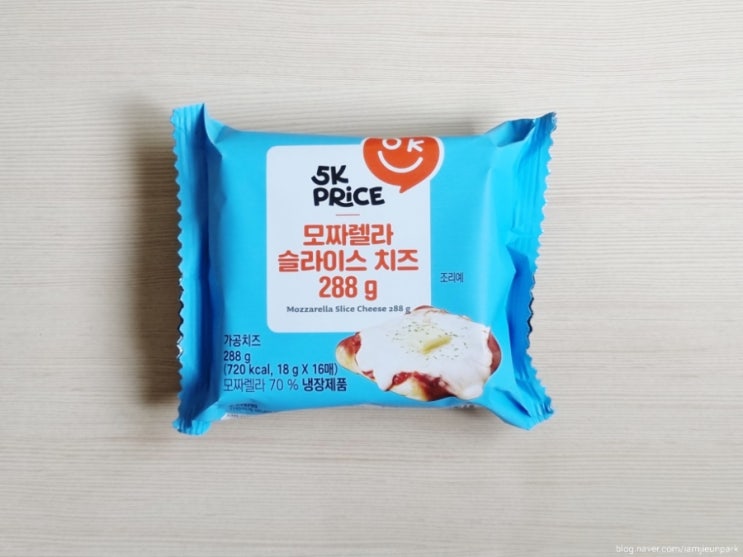 OK
5K
PRiCE
모짜렐라
슬라이스 치즈
288 g
Mozzarella Slice Cheese 288 g
조리예
가공치즈
288 g
(720 kcal, 18 g X 16매)
모짜렐라 70 % 냉장제품
blog.naver.com/iamjieunpark